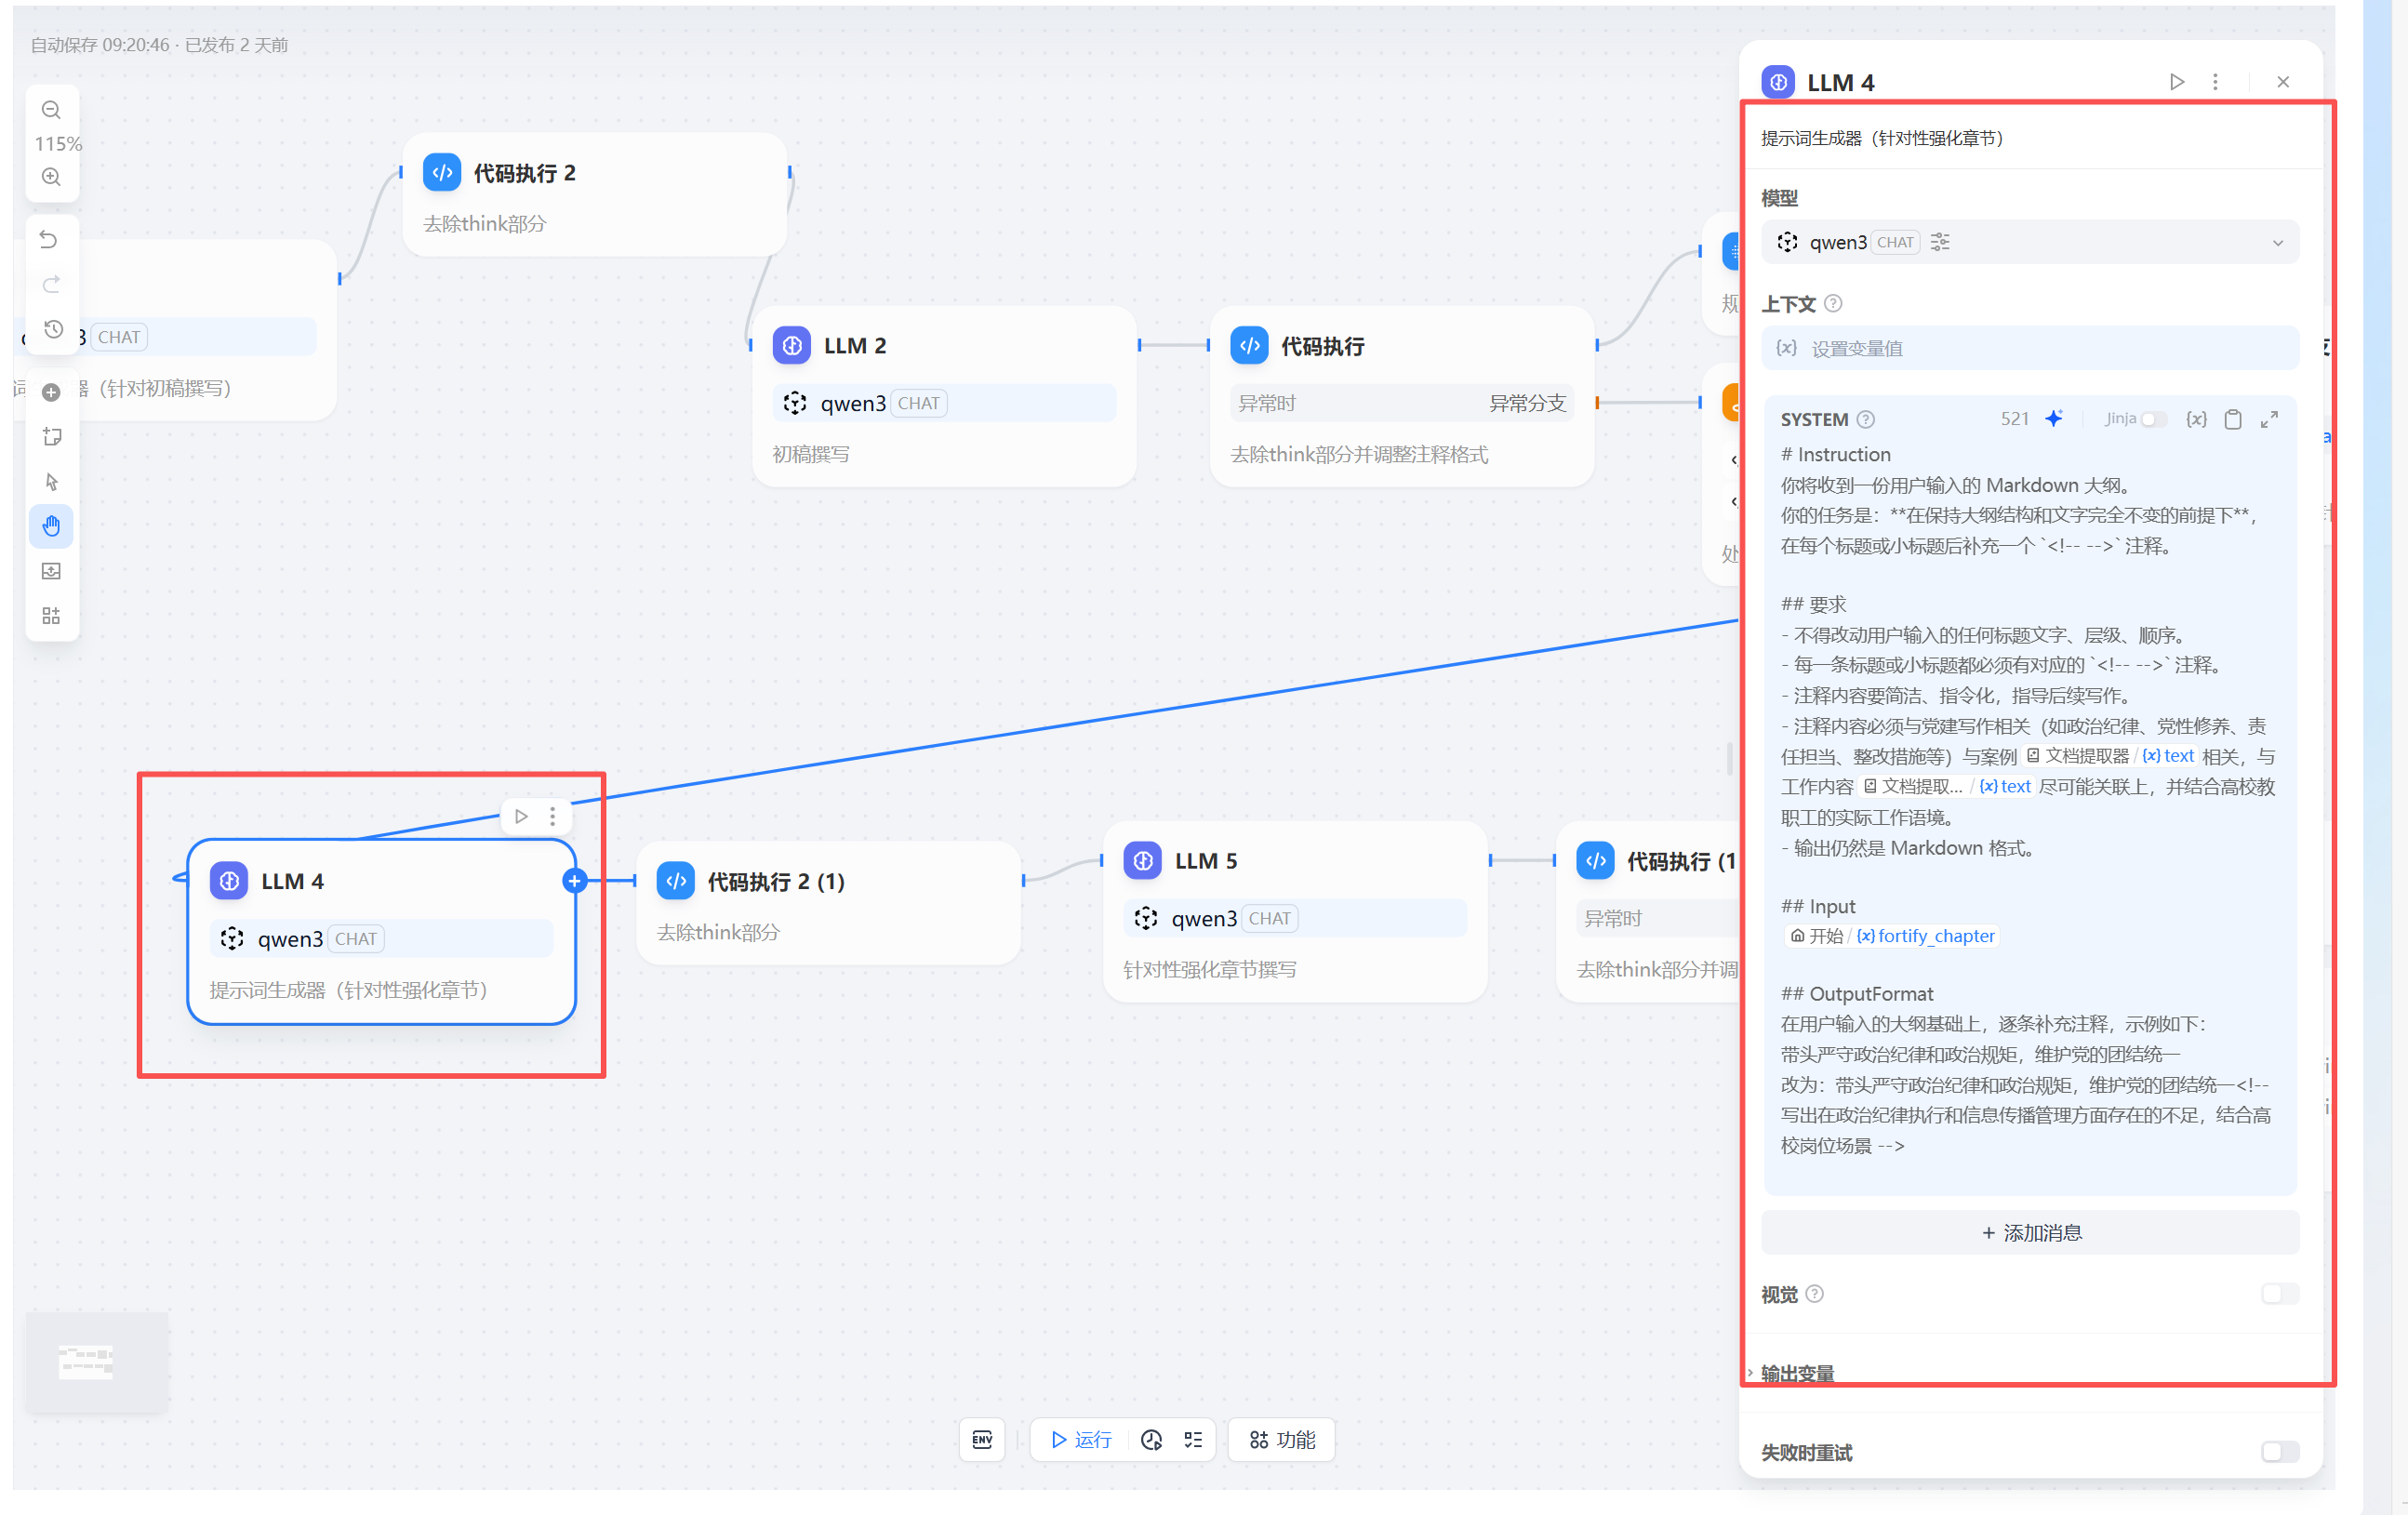 自动保存 09:20:46 · 已发布 2 天前
115%
代码执行 2
去除think部分
3 CHAT
器（针对初稿撰写）
LLM 2
qwen3 CHAT
初稿撰写
代码执行
异常时 异常分支
去除think部分并调整注释格式
规
处
LLM 4
qwen3 CHAT
提示词生成器（针对性强化章节）
代码执行 2 (1)
去除think部分
LLM 5
qwen3 CHAT
针对性强化章节撰写
代码执行 (1
异常时
去除think部分并调
ENV
运行
功能
LLM 4
提示词生成器（针对性强化章节）
模型
qwen3 CHAT
上下文
{x} 设置变量值
SYSTEM 521 Jinja {x}
# Instruction
你将收到一份用户输入的 Markdown 大纲。
你的任务是：**在保持大纲结构和文字完全不变的前提下**，
在每个标题或小标题后补充一个 `<!-- -->` 注释。
## 要求
- 不得改动用户输入的任何标题文字、层级、顺序。
- 每一条标题或小标题都必须有对应的 `<!-- -->` 注释。
- 注释内容要简洁、指令化，指导后续写作。
- 注释内容必须与党建写作相关（如政治纪律、党性修养、责
任担当、整改措施等）与案例 文档提取器 / {x} text 相关，与
工作内容 文档提取... / {x} text 尽可能关联上，并结合高校教
职工的实际工作语境。
- 输出仍然是 Markdown 格式。
## Input
开始 / {x} fortify_chapter
## OutputFormat
在用户输入的大纲基础上，逐条补充注释，示例如下：
带头严守政治纪律和政治规矩，维护党的团结统一
改为：带头严守政治纪律和政治规矩，维护党的团结统一<!--
写出在政治纪律执行和信息传播管理方面存在的不足，结合高
校岗位场景 -->
+ 添加消息
视觉
输出变量
失败时重试